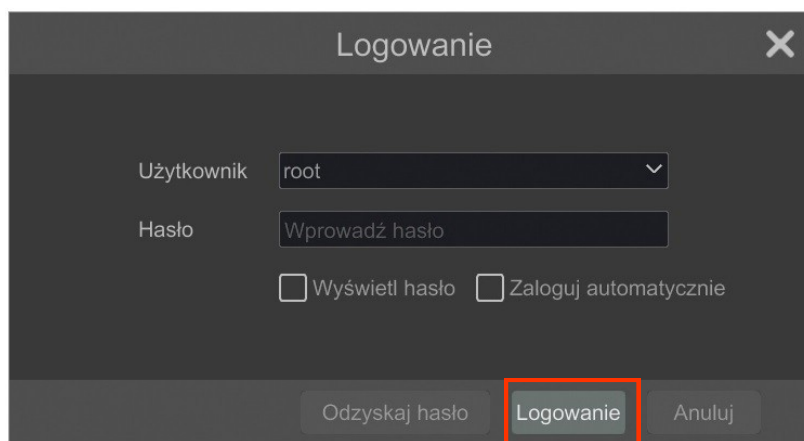 Logowanie
Użytkownik root
Hasło Wprowadź hasło
Wyświetl hasło Zaloguj automatycznie
Odzyskaj hasło Logowanie Anuluj